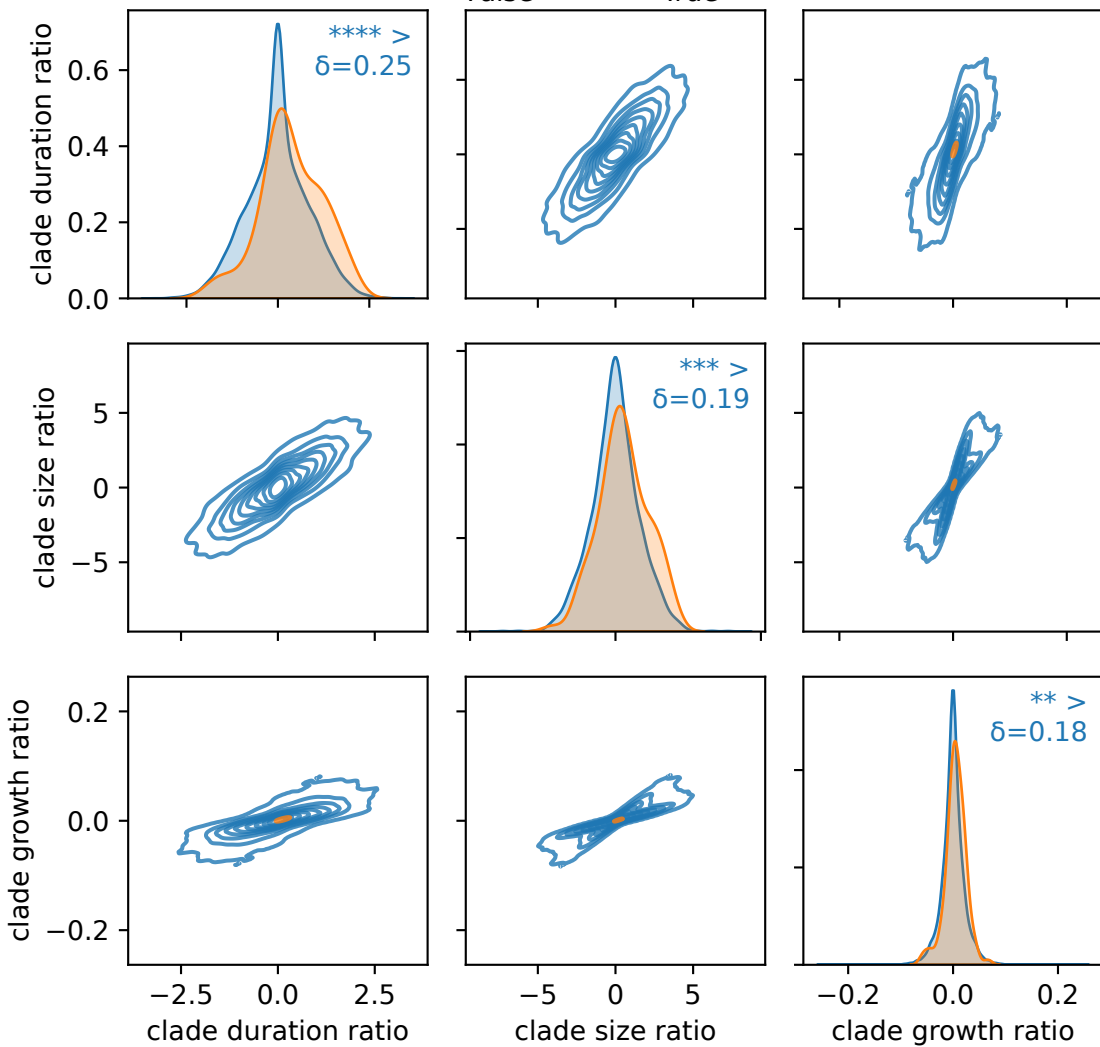 clade duration ratio
0.6
0.4
0.2
0.0
**** >
δ=0.25
clade size ratio
5
0
−5
*** >
δ=0.19
clade growth ratio
0.2
0.0
−0.2
** >
δ=0.18
−2.5 0.0 2.5
−5 0 5
−0.2 0.0 0.2
clade duration ratio
clade size ratio
clade growth ratio